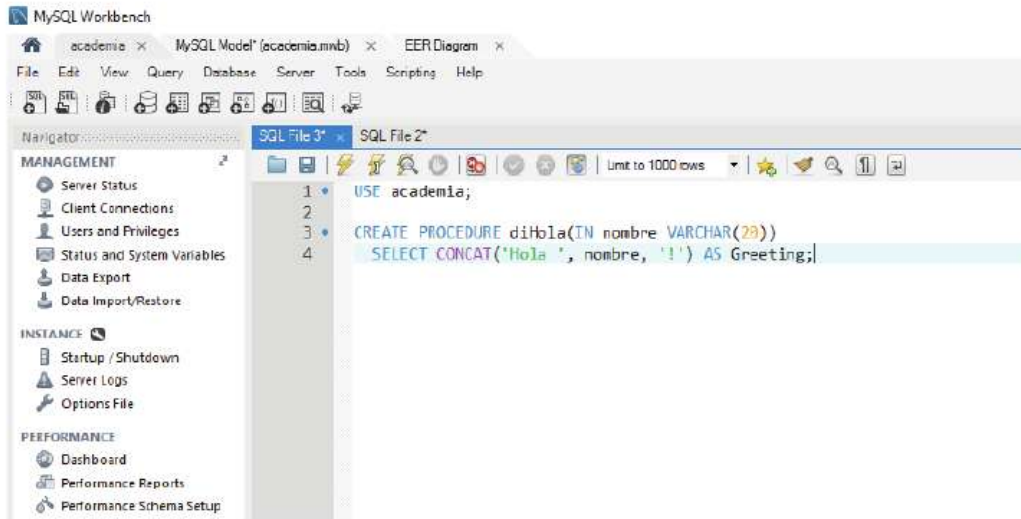 MySQL Workbench
academia × MySQL Model* (academia.mwb) × EER Diagram ×
File Edit View Query Database Server Tools Scripting Help
Navigator SQL File 3* × SQL File 2*
MANAGEMENT
Server Status
Client Connections
Users and Privileges
Status and System Variables
Data Export
Data Import/Restore
INSTANCE
Startup / Shutdown
Server Logs
Options File
PERFORMANCE
Dashboard
Performance Reports
Performance Schema Setup
Limit to 1000 rows
1 USE academia;
2
3 CREATE PROCEDURE diHola(IN nombre VARCHAR(20))
4 SELECT CONCAT('Hola ', nombre, '!') AS Greeting;